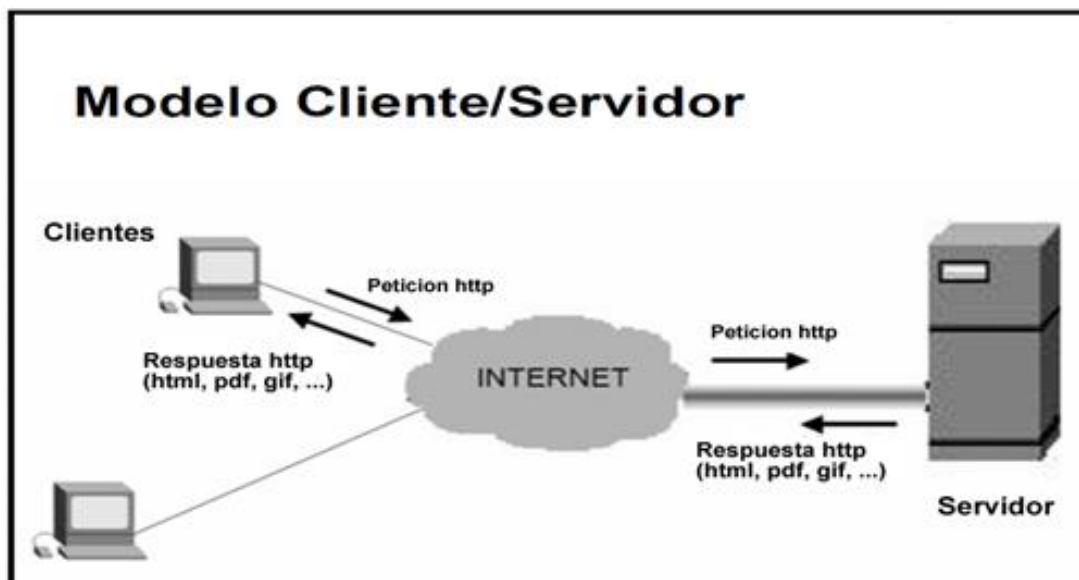 Modelo Cliente/Servidor
Clientes
Peticion http
Respuesta http
(html, pdf, gif, ...)
INTERNET
Peticion http
Respuesta http
(html, pdf, gif, ...)
Servidor